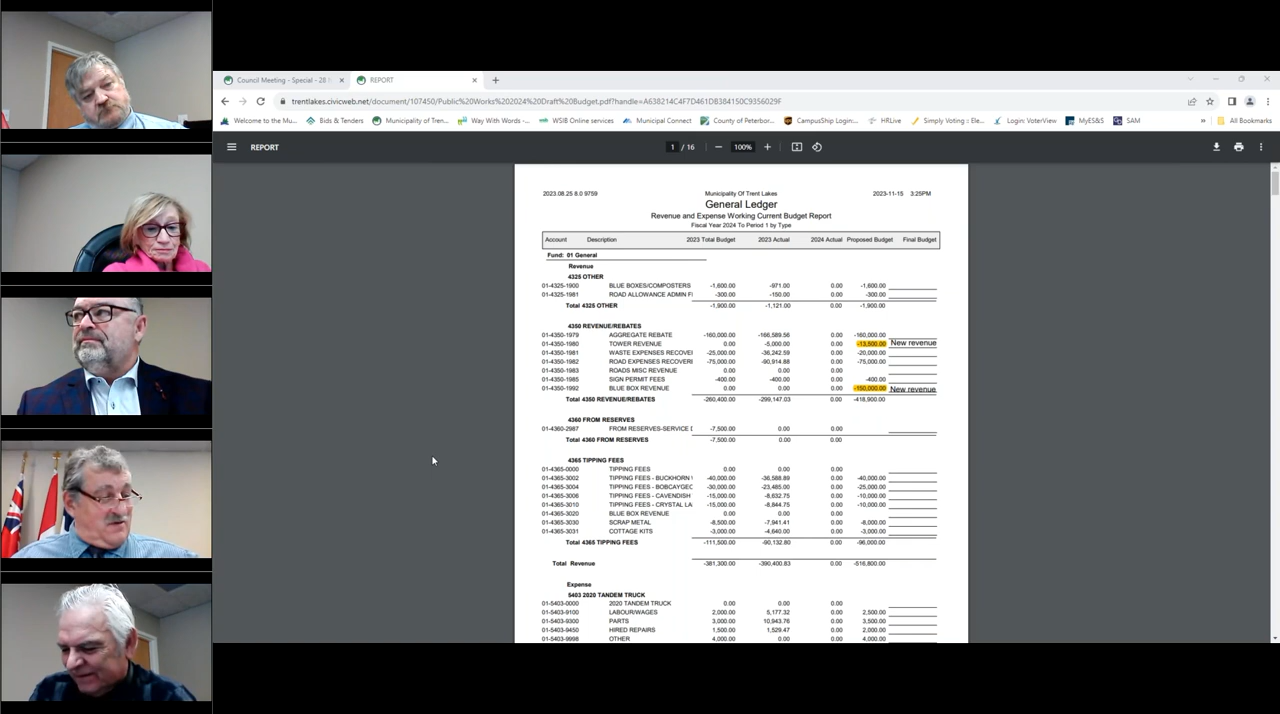 Council Meeting - Special - 28
REPORT
trentlakes.civicweb.net/document/107450/Public%20Works%202024%20Draft%20Budget.pdf?handle=A638214C4F7D461DB384150C9356029F
Welcome to the Mu... Bids & Tenders Municipality of Tren... Way With Words -... WSIB Online services Municipal Connect County of Peterbor... CampusShip Login:... HRLive Simply Voting :: Ele... Login: VoterView MyES&S SAM » All Bookmarks
REPORT 1 / 16 100%
2023.08.25 8.0 9759 Municipality Of Trent Lakes 2023-11-15 3:25PM
General Ledger
Revenue and Expense Working Current Budget Report
Fiscal Year 2024 To Period 1 by Type
Account Description 2023 Total Budget 2023 Actual 2024 Actual Proposed Budget Final Budget
Fund: 01 General
Revenue
4325 OTHER
01-4325-1900 BLUE BOXES/COMPOSTERS -1,600.00 -971.00 0.00 -1,600.00
01-4325-1981 ROAD ALLOWANCE ADMIN F -300.00 -150.00 0.00 -300.00
Total 4325 OTHER -1,900.00 -1,121.00 0.00 -1,900.00
4350 REVENUE/REBATES
01-4350-1979 AGGREGATE REBATE -160,000.00 -166,589.56 0.00 -160,000.00
01-4350-1980 TOWER REVENUE 0.00 -5,000.00 0.00 -13,500.00 New revenue
01-4350-1981 WASTE EXPENSES RECOVE -25,000.00 -36,242.59 0.00 -20,000.00
01-4350-1982 ROAD EXPENSES RECOVER -75,000.00 -90,914.88 0.00 -75,000.00
01-4350-1983 ROADS MISC REVENUE 0.00 0.00 0.00
01-4350-1985 SIGN PERMIT FEES -400.00 -400.00 0.00 -400.00
01-4350-1992 BLUE BOX REVENUE 0.00 0.00 0.00 -150,000.00 New revenue
Total 4350 REVENUE/REBATES -260,400.00 -299,147.03 0.00 -418,900.00
4360 FROM RESERVES
01-4360-2987 FROM RESERVES-SERVICE D -7,500.00 0.00 0.00
Total 4360 FROM RESERVES -7,500.00 0.00 0.00
4365 TIPPING FEES
01-4365-0000 TIPPING FEES 0.00 0.00 0.00
01-4365-3002 TIPPING FEES - BUCKHORN -40,000.00 -36,588.89 0.00 -40,000.00
01-4365-3004 TIPPING FEES - BOBCAYGEC -30,000.00 -23,485.00 0.00 -25,000.00
01-4365-3006 TIPPING FEES - CAVENDISH -15,000.00 -8,632.75 0.00 -10,000.00
01-4365-3010 TIPPING FEES - CRYSTAL LA -15,000.00 -8,844.75 0.00 -10,000.00
01-4365-3020 BLUE BOX REVENUE 0.00 0.00 0.00
01-4365-3030 SCRAP METAL -8,500.00 -7,941.41 0.00 -8,000.00
01-4365-3031 COTTAGE KITS -3,000.00 -4,640.00 0.00 -3,000.00
Total 4365 TIPPING FEES -111,500.00 -90,132.80 0.00 -96,000.00
Total Revenue -381,300.00 -390,400.83 0.00 -516,800.00
Expense
5403 2020 TANDEM TRUCK
01-5403-0000 2020 TANDEM TRUCK 0.00 0.00 0.00
01-5403-9100 LABOUR/WAGES 2,000.00 5,177.32 0.00 2,500.00
01-5403-9300 PARTS 3,000.00 10,943.76 0.00 3,500.00
01-5403-9450 HIRED REPAIRS 1,500.00 1,529.47 0.00 2,000.00
01-5403-9998 OTHER 4,000.00 0.00 0.00 4,000.00